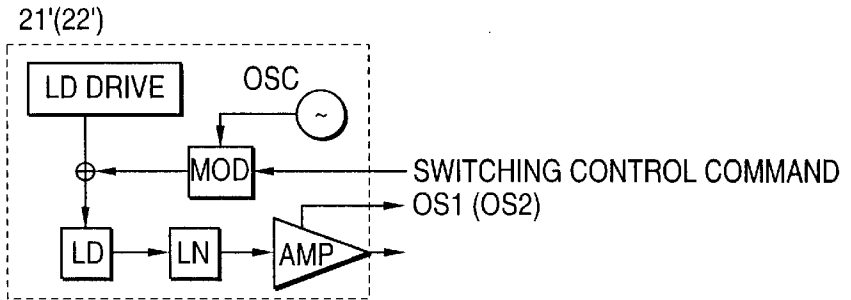 21'(22')
LD DRIVE
OSC
~
MOD
SWITCHING CONTROL COMMAND
OS1 (OS2)
LD
LN
AMP